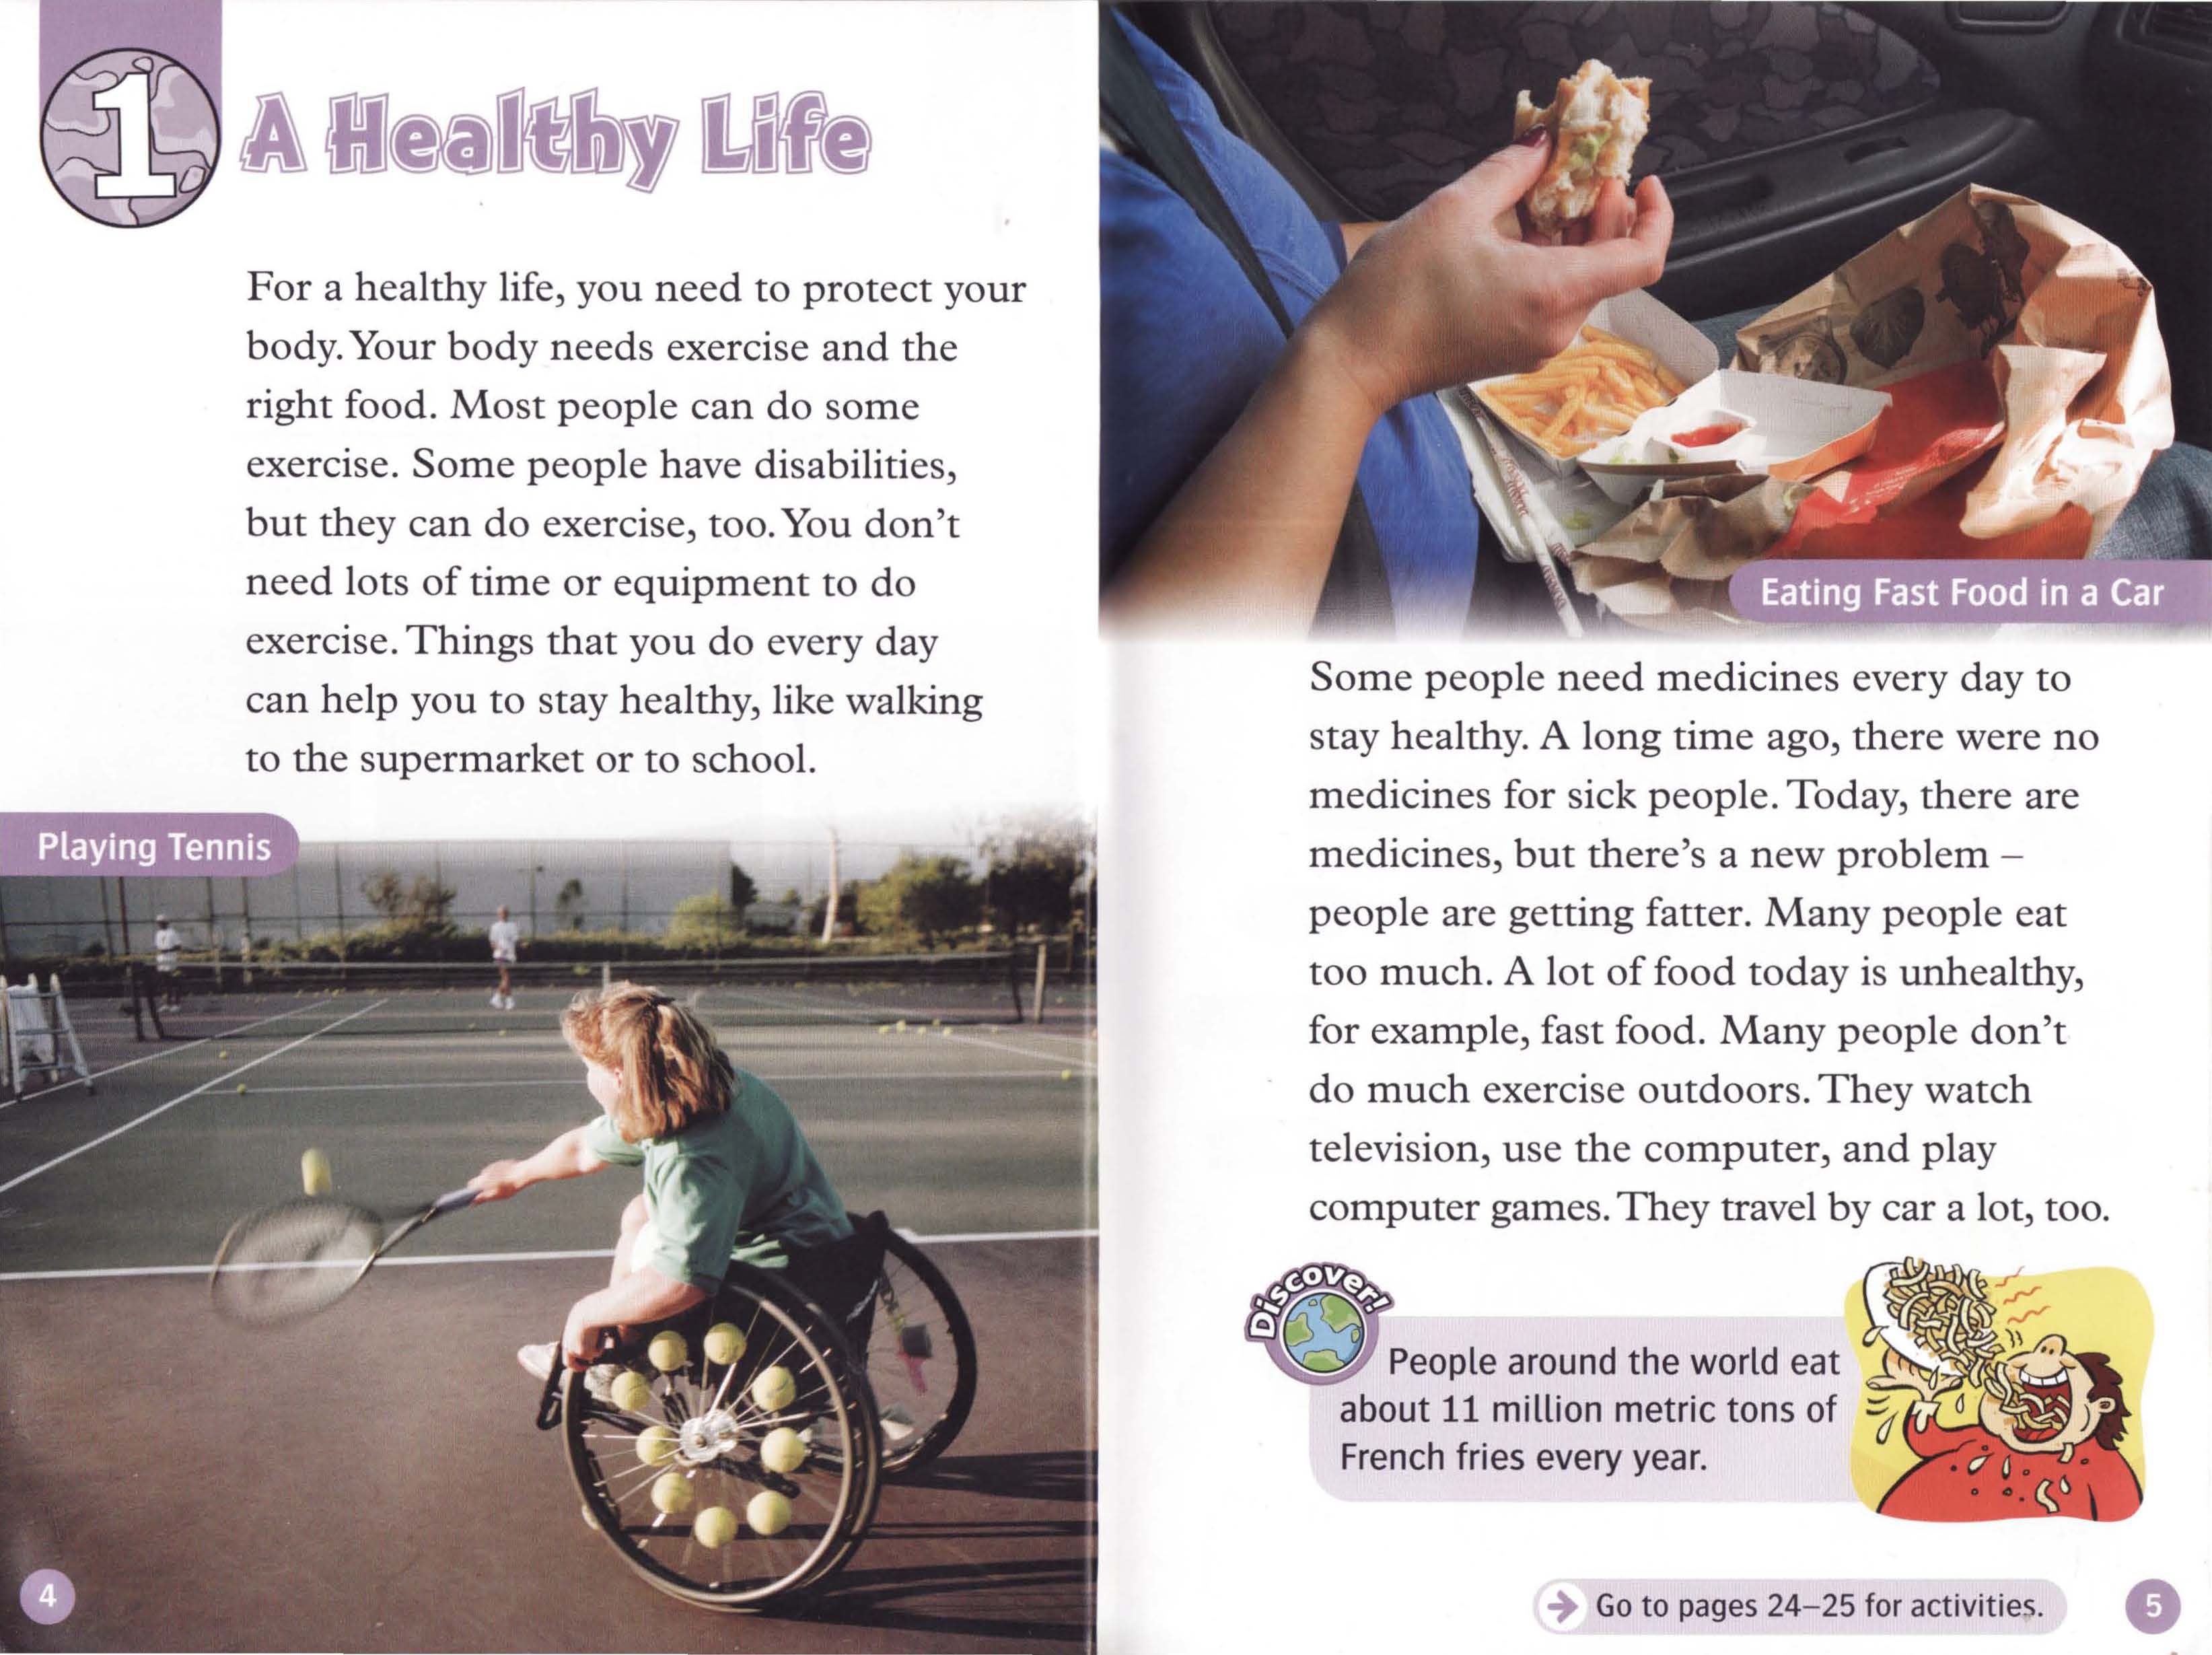 1
A Healthy Life
For a healthy life, you need to protect your
body. Your body needs exercise and the
right food. Most people can do some
exercise. Some people have disabilities,
but they can do exercise, too. You don't
need lots of time or equipment to do
exercise. Things that you do every day
can help you to stay healthy, like walking
to the supermarket or to school.
Playing Tennis
4
Eating Fast Food in a Car
Some people need medicines every day to
stay healthy. A long time ago, there were no
medicines for sick people. Today, there are
medicines, but there's a new problem –
people are getting fatter. Many people eat
too much. A lot of food today is unhealthy,
for example, fast food. Many people don't
do much exercise outdoors. They watch
television, use the computer, and play
computer games. They travel by car a lot, too.
Discover!
People around the world eat
about 11 million metric tons of
French fries every year.
Go to pages 24–25 for activities.
5